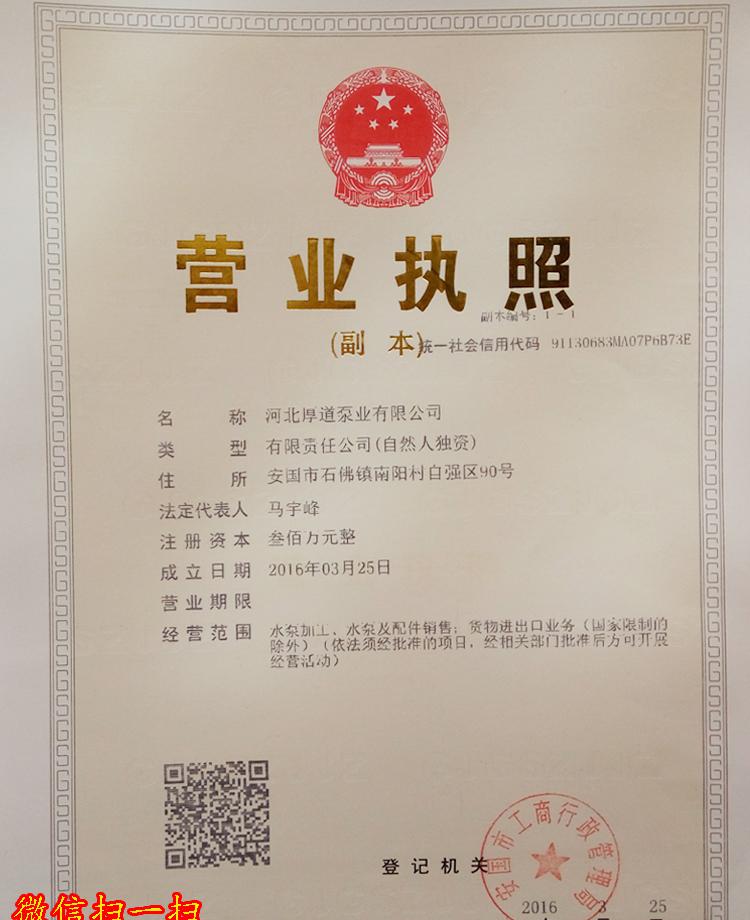 营业执照
副本编号：1-1
(副 本)
统一社会信用代码 91130683MA07P6B73E
名 称 河北厚道泵业有限公司
类 型 有限责任公司(自然人独资)
住 所 安国市石佛镇南阳村自强区90号
法定代表人 马宇峰
注册资本 叁佰万元整
成立日期 2016年03月25日
营业期限
经营范围 水泵加工、水泵及配件销售；货物进出口业务（国家限制的
除外）（依法须经批准的项目，经相关部门批准后方可开展
经营活动）
登记机关
安国市工商行政管理局
2016 3 25
微信扫一扫